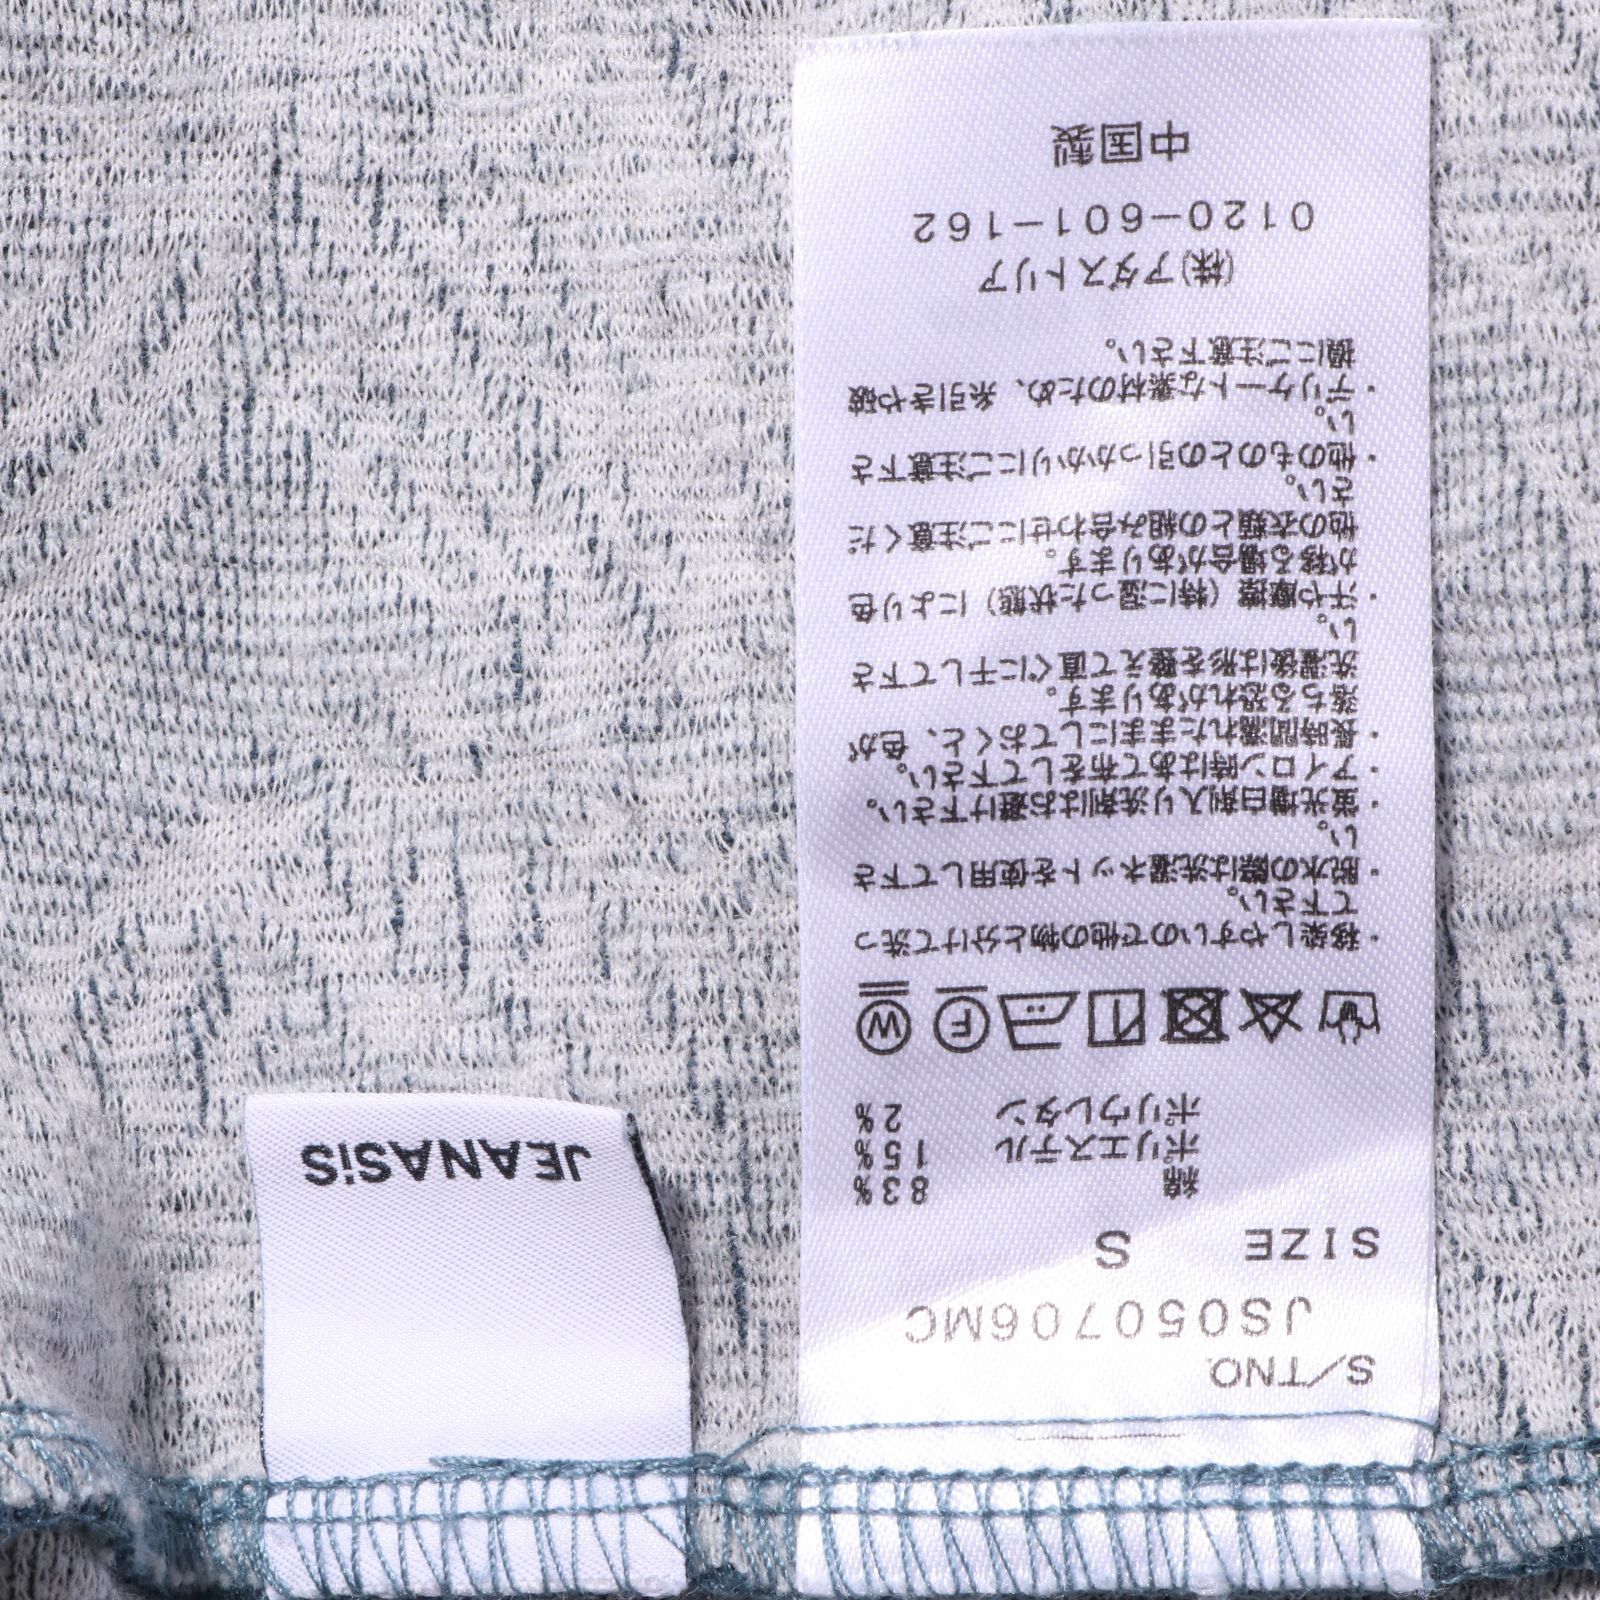 S/TNO.
JS050706MC
SIZE S
綿 83%
ポリエステル 15%
ポリウレタン 2%
W
F
・移染しやすいので他の物と分けて洗っ
て下さい。
・脱水の際は洗濯ネットを使用して下さ
い。
・蛍光増白剤入り洗剤はお避け下さい。
・アイロン時はあて布をして下さい。
・長時間濡れたままにしておくと、色が
落ちる恐れがあります。
洗濯後は形を整えて直ぐに干して下さ
い。
・汗や摩擦（特に湿った状態）により色
が移る場合があります。
他の衣類との組み合わせにご注意くだ
さい。
・他のものとの引っかかりにご注意下さ
い。
・デリケートな素材のため、糸引きや破
損にご注意下さい。
(株)アダストリア
0120-601-162
中国製
JEANASiS